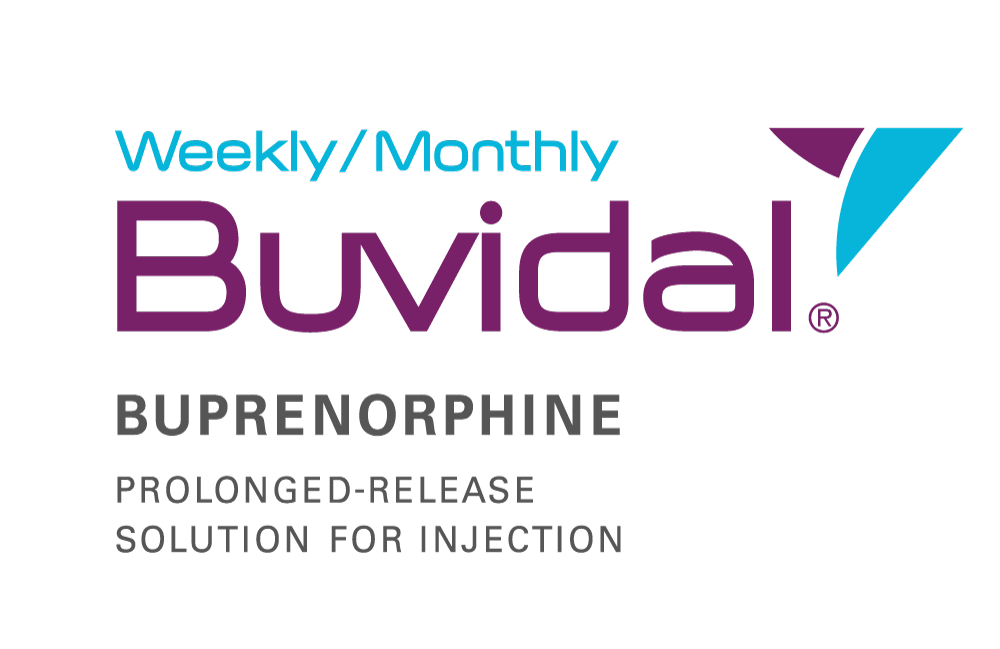 Weekly/Monthly
Buvidal®
BUPRENORPHINE
PROLONGED-RELEASE
SOLUTION FOR INJECTION